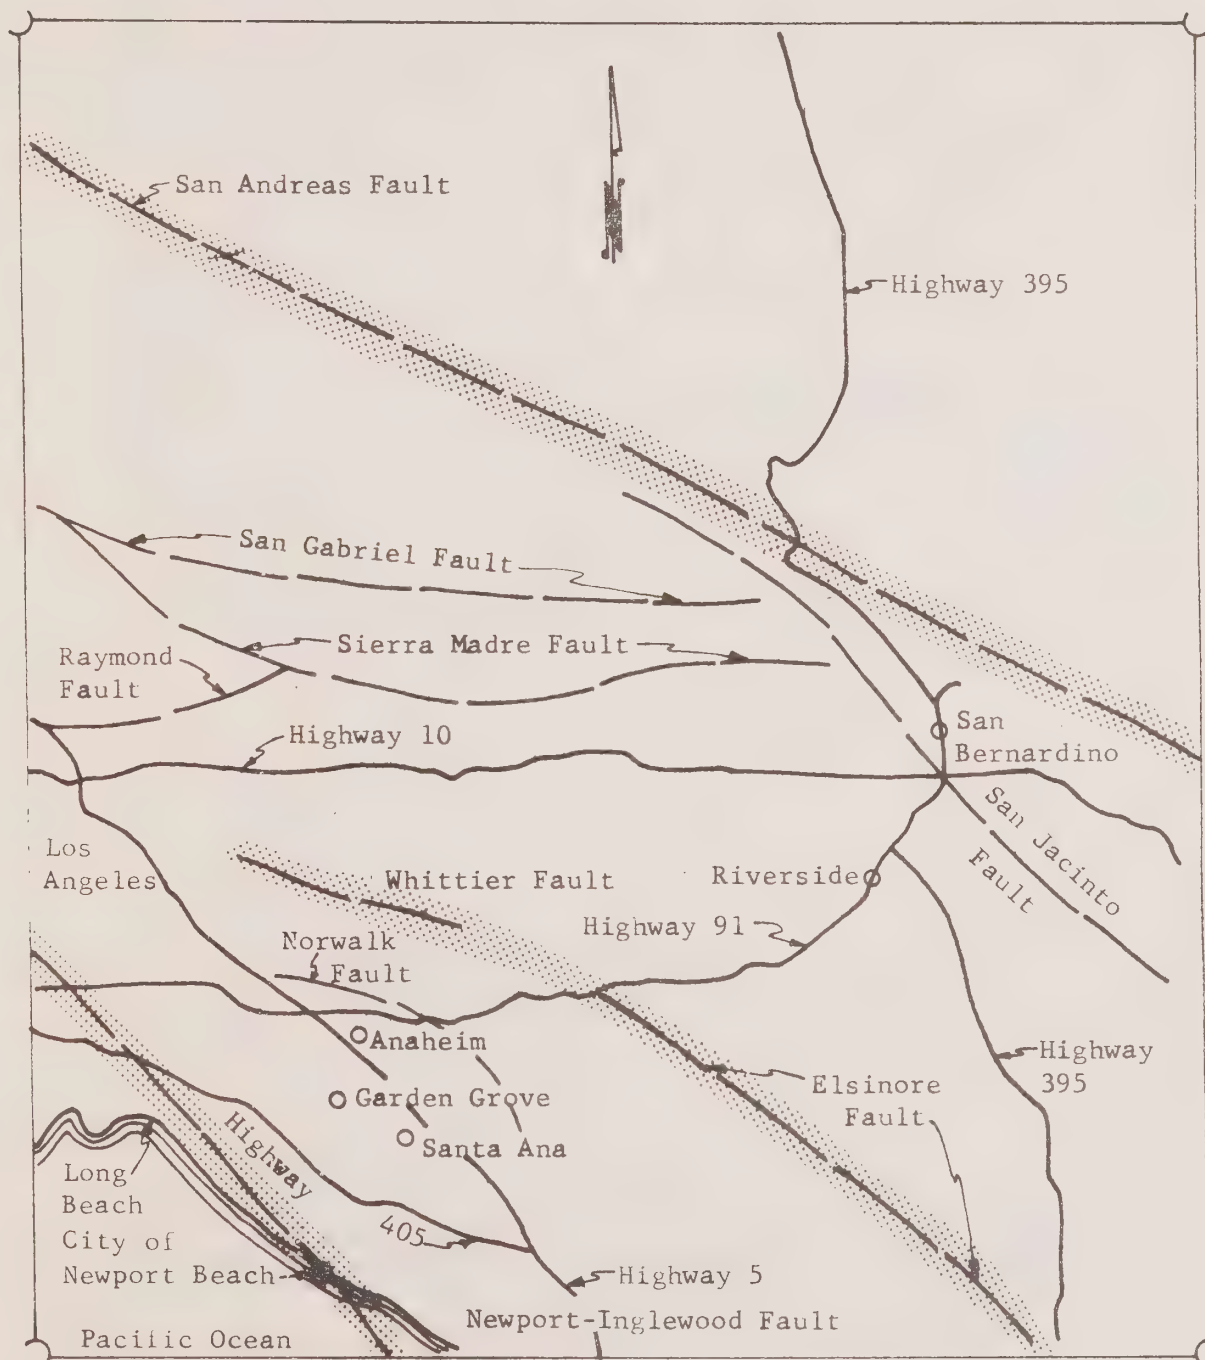 San Andreas Fault
Highway 395
San Gabriel Fault
Sierra Madre Fault
Raymond
Fault
Highway 10
San
Bernardino
San Jacinto
Fault
Los
Angeles
Whittier Fault
Riverside
Highway 91
Norwalk
Fault
Anaheim
Highway
395
Elsinore
Fault
Garden Grove
Highway
405
Santa Ana
Long
Beach
City of
Newport Beach
Highway 5
Newport-Inglewood Fault
Pacific Ocean